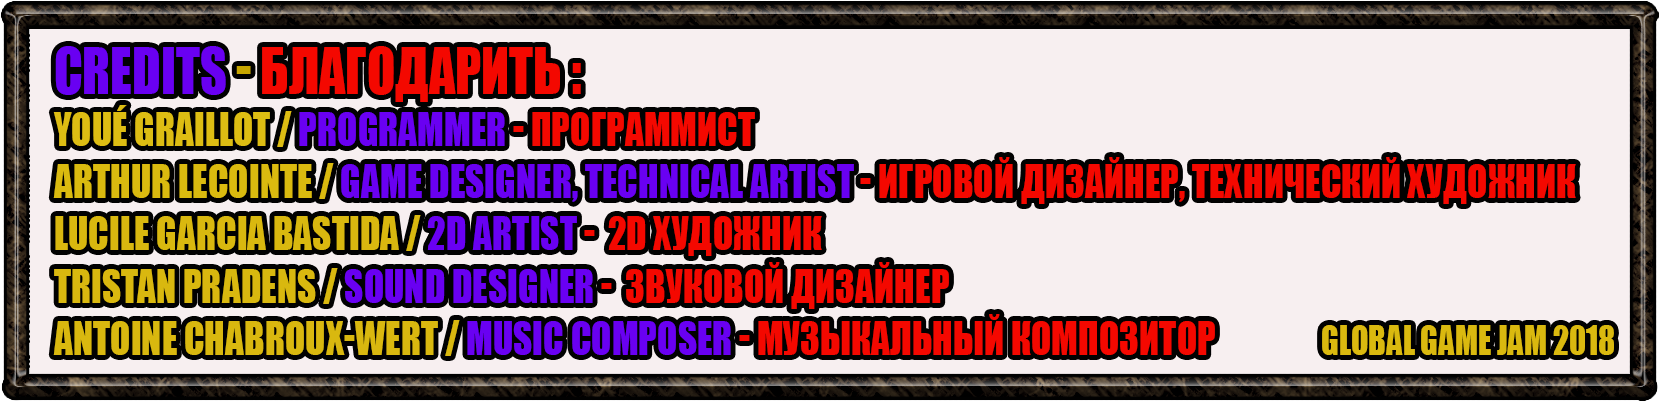 CREDITS - БЛАГОДАРИТЬ :
YOUÉ GRAILLOT / PROGRAMMER - ПРОГРАММИСТ
ARTHUR LECOINTE / GAME DESIGNER, TECHNICAL ARTIST - ИГРОВОЙ ДИЗАЙНЕР, ТЕХНИЧЕСКИЙ ХУДОЖНИК
LUCILE GARCIA BASTIDA / 2D ARTIST - 2D ХУДОЖНИК
TRISTAN PRADENS / SOUND DESIGNER - ЗВУКОВОЙ ДИЗАЙНЕР
ANTOINE CHABROUX-WERT / MUSIC COMPOSER - МУЗЫКАЛЬНЫЙ КОМПОЗИТОР
GLOBAL GAME JAM 2018